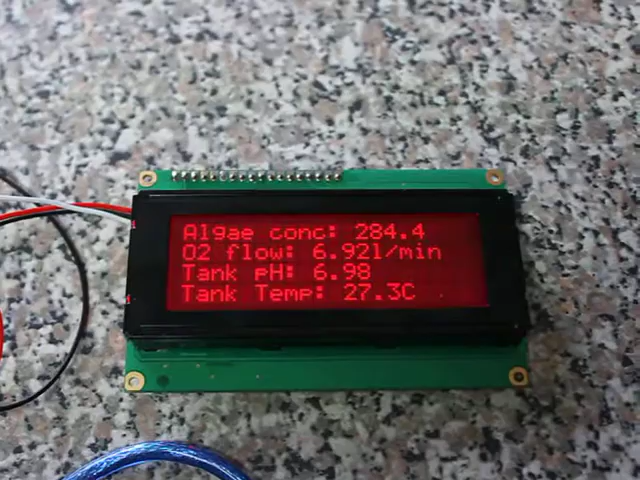 Algae conc: 284.4
O2 flow: 6.92l/min
Tank pH: 6.98
Tank Temp: 27.3C